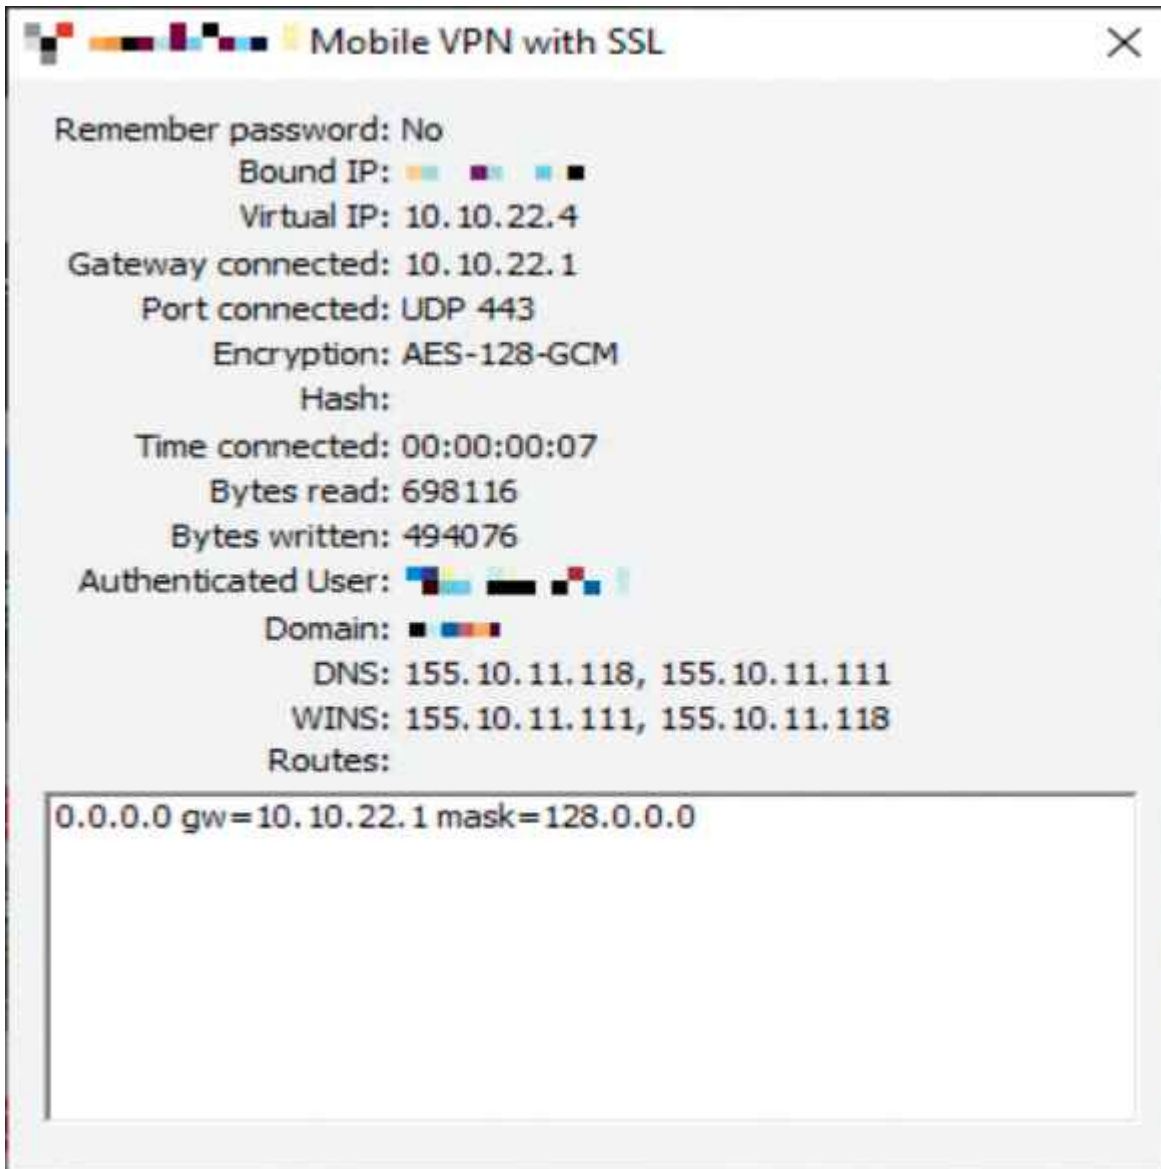 Mobile VPN with SSL
Remember password: No
Bound IP:
Virtual IP: 10.10.22.4
Gateway connected: 10.10.22.1
Port connected: UDP 443
Encryption: AES-128-GCM
Hash:
Time connected: 00:00:00:07
Bytes read: 698116
Bytes written: 494076
Authenticated User:
Domain:
DNS: 155.10.11.118, 155.10.11.111
WINS: 155.10.11.111, 155.10.11.118
Routes:
0.0.0.0 gw=10.10.22.1 mask=128.0.0.0